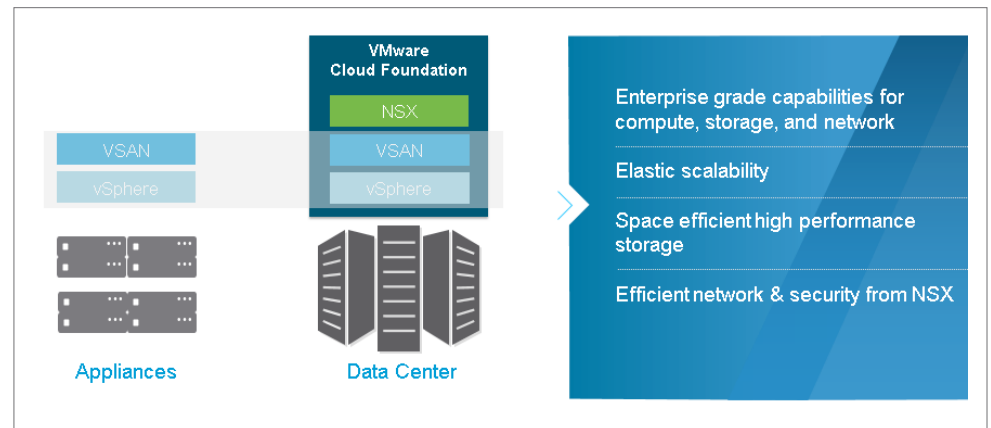 VMware
Cloud Foundation
NSX
VSAN
VSAN
vSphere
vSphere
Appliances
Data Center
Enterprise grade capabilities for
compute, storage, and network
Elastic scalability
Space efficient high performance
storage
Efficient network & security from NSX